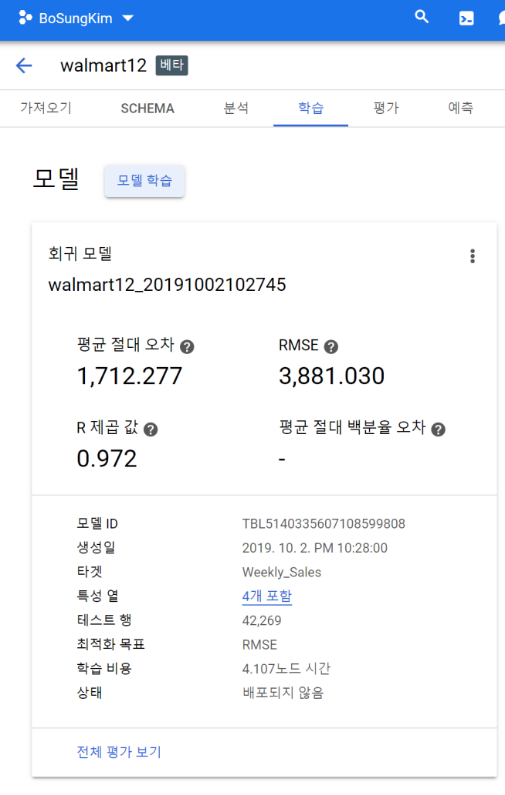 BoSungKim
walmart12 베타
가져오기 SCHEMA 분석 학습 평가 예측
모델 모델 학습
회귀 모델
walmart12_20191002102745
평균 절대 오차 RMSE
1,712.277 3,881.030
R 제곱 값 평균 절대 백분율 오차
0.972 -
모델 ID TBL5140335607108599808
생성일 2019. 10. 2. PM 10:28:00
타겟 Weekly_Sales
특성 열 4개 포함
테스트 행 42,269
최적화 목표 RMSE
학습 비용 4.107노드 시간
상태 배포되지 않음
전체 평가 보기